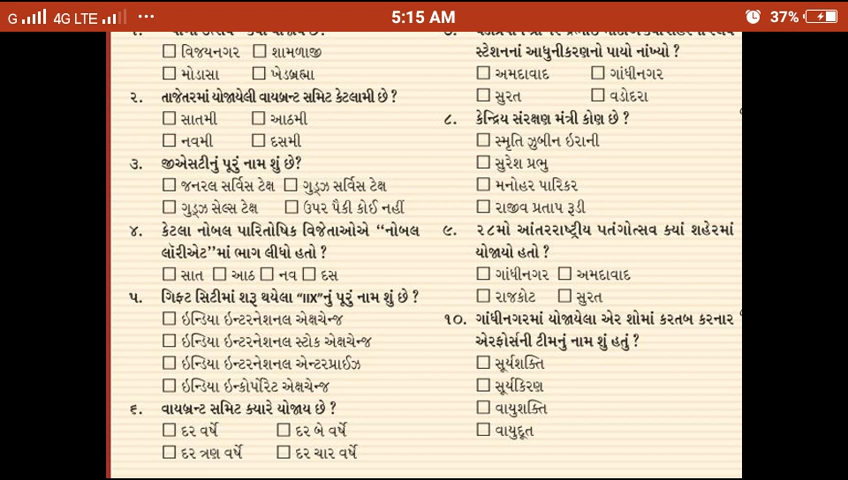 G 4G LTE ... 5:15 AM 37%
વિજયનગર શામળાજી
મોડાસા ખેડબ્રહ્મા
૨. તાજેતરમાં યોજાયેલી વાયબ્રન્ટ સમિટ કેટલામી છે ?
સાતમી આઠમી
નવમી દસમી
૩. જીએસટીનું પૂરું નામ શું છે?
જનરલ સર્વિસ ટેક્ષ ગુડ્ઝ સર્વિસ ટેક્ષ
ગુડ્ઝ સેલ્સ ટેક્ષ ઉપર પૈકી કોઈ નહીં
૪. કેટલા નોબલ પારિતોષિક વિજેતાઓએ “નોબલ
લૉરીએટ”માં ભાગ લીધો હતો ?
સાત આઠ નવ દસ
૫. ગિફ્ટ સિટીમાં શરૂ થયેલા “IIX”નું પૂરું નામ શું છે ?
ઇન્ડિયા ઇન્ટરનેશનલ એક્ષચેન્જ
ઇન્ડિયા ઇન્ટરનેશનલ સ્ટોક એક્ષચેન્જ
ઇન્ડિયા ઇન્ટરનેશનલ એન્ટરપ્રાઈઝ
ઇન્ડિયા ઇન્કોર્પોરેટ એક્ષચેન્જ
૬. વાયબ્રન્ટ સમિટ ક્યારે યોજાય છે ?
દર વર્ષે દર બે વર્ષે
દર ત્રણ વર્ષે દર ચાર વર્ષે
સ્ટેશનનાં આધુનીકરણનો પાયો નાંખ્યો ?
અમદાવાદ ગાંધીનગર
સુરત વડોદરા
૮. કેન્દ્રિય સંરક્ષણ મંત્રી કોણ છે ?
સ્મૃતિ ઝુબીન ઇરાની
સુરેશ પ્રભુ
મનોહર પારિકર
રાજીવ પ્રતાપ રૂડી
૯. ૨૮મો આંતરરાષ્ટ્રીય પતંગોત્સવ ક્યાં શહેરમાં
યોજાયો હતો ?
ગાંધીનગર અમદાવાદ
રાજકોટ સુરત
૧૦. ગાંધીનગરમાં યોજાયેલા એર શોમાં કરતબ કરનાર
એરફોર્સની ટીમનું નામ શું હતું ?
સૂર્યશક્તિ
સૂર્યકિરણ
વાયુશક્તિ
વાયુદૂત